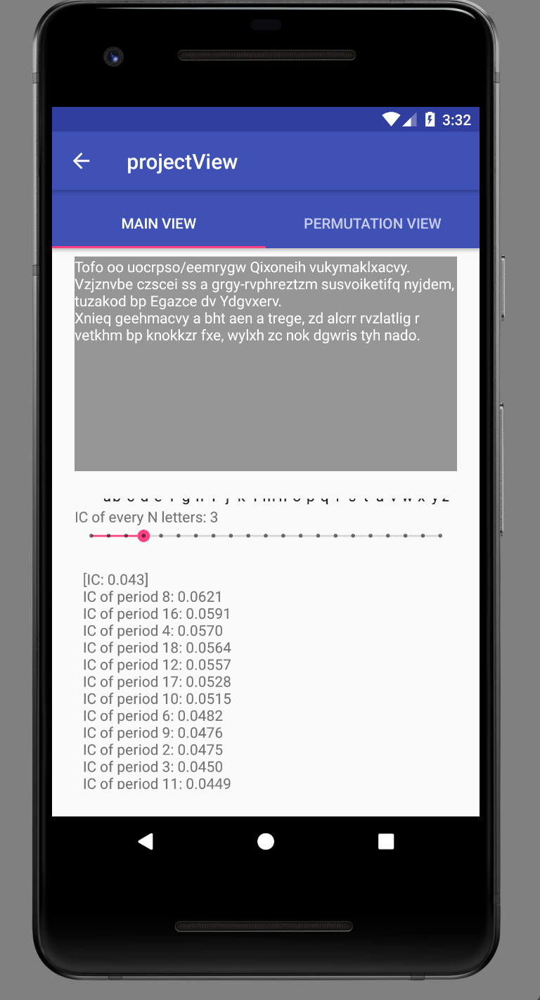 3:32
projectView
MAIN VIEW PERMUTATION VIEW
Tofo oo uocrpso/eemrygw Qixoneih vukymaklxacvy.
Vzjznvbe czscei ss a grgy-rvphreztzm susvoiketifq nyjdem,
tuzakod bp Egazce dv Ydgvxerv.
Xnieq geehmacvy a bht aen a trege, zd alcrr rvzlatlig r
vetkhm bp knokkzr fxe, wylxh zc nok dgwris tyh nado.
a b c d e f g h i j k l m n o p q r s t u v w x y z
IC of every N letters: 3
[IC: 0.043]
IC of period 8: 0.0621
IC of period 16: 0.0591
IC of period 4: 0.0570
IC of period 18: 0.0564
IC of period 12: 0.0557
IC of period 17: 0.0528
IC of period 10: 0.0515
IC of period 6: 0.0482
IC of period 9: 0.0476
IC of period 2: 0.0475
IC of period 3: 0.0450
IC of period 11: 0.0449